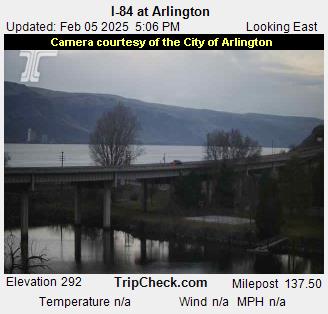 I-84 at Arlington
Updated: Feb 05 2025 5:06 PM Looking East
Camera courtesy of the City of Arlington
Elevation 292 TripCheck.com Milepost 137.50
Temperature n/a Wind n/a MPH n/a